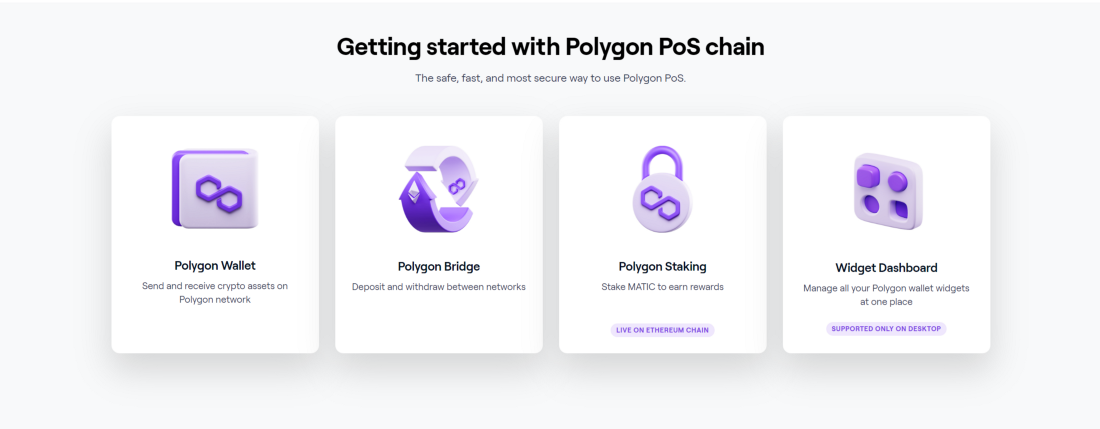 Getting started with Polygon PoS chain
The safe, fast, and most secure way to use Polygon PoS.
Polygon Wallet
Send and receive crypto assets on
Polygon network
Polygon Bridge
Deposit and withdraw between networks
Polygon Staking
Stake MATIC to earn rewards
LIVE ON ETHEREUM CHAIN
Widget Dashboard
Manage all your Polygon wallet widgets
at one place
SUPPORTED ONLY ON DESKTOP